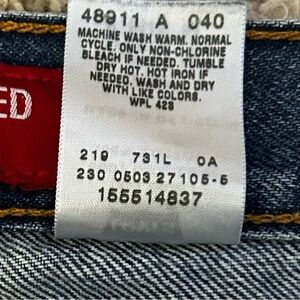 48911 A 040
MACHINE WASH WARM. NORMAL
CYCLE. ONLY NON-CHLORINE
BLEACH IF NEEDED. TUMBLE
DRY HOT. HOT IRON IF
NEEDED. WASH AND DRY
WITH LIKE COLORS.
WPL 423
ED
219 731L 0A
230 0503 27105-5
155514837